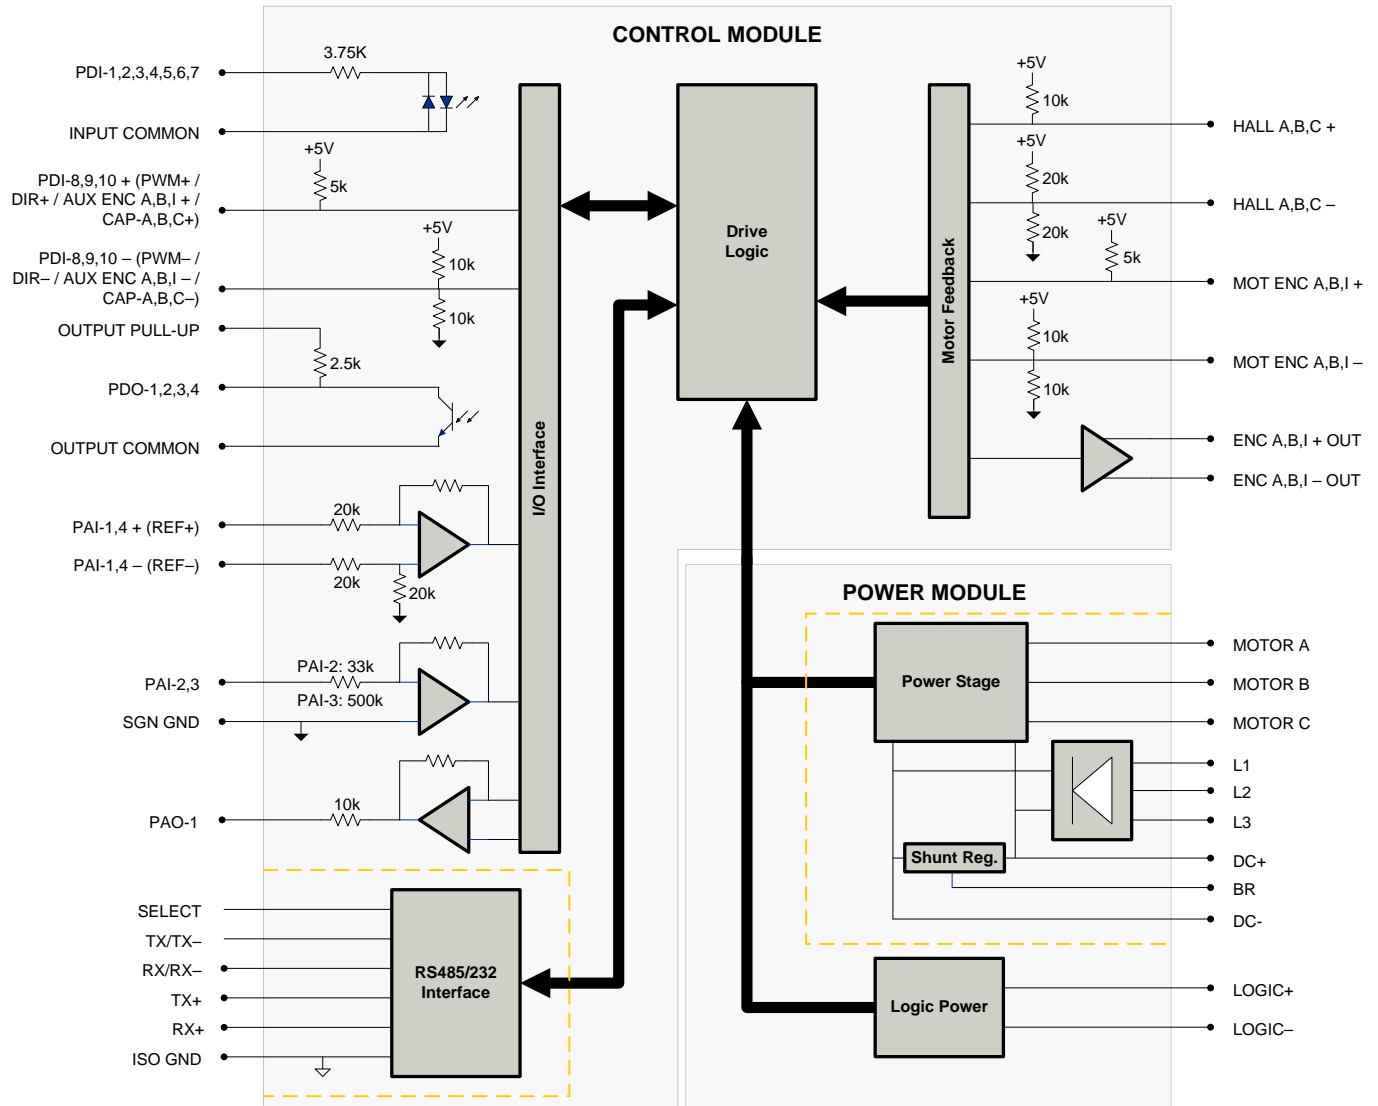 CONTROL MODULE
3.75K
PDI-1,2,3,4,5,6,7
INPUT COMMON
+5V
5k
PDI-8,9,10 + (PWM+ /
DIR+ / AUX ENC A,B,I + /
CAP-A,B,C+)
+5V
10k
PDI-8,9,10 – (PWM– /
DIR– / AUX ENC A,B,I – /
CAP-A,B,C–)
10k
OUTPUT PULL-UP
2.5k
PDO-1,2,3,4
OUTPUT COMMON
20k
PAI-1,4 + (REF+)
PAI-1,4 – (REF–)
20k
20k
PAI-2: 33k
PAI-2,3
PAI-3: 500k
SGN GND
10k
PAO-1
I/O Interface
SELECT
TX/TX–
RX/RX–
TX+
RX+
ISO GND
RS485/232
Interface
Drive
Logic
Motor Feedback
+5V
10k
HALL A,B,C +
+5V
20k
HALL A,B,C –
20k
+5V
5k
MOT ENC A,B,I +
+5V
10k
MOT ENC A,B,I –
10k
ENC A,B,I + OUT
ENC A,B,I – OUT
POWER MODULE
Power Stage
MOTOR A
MOTOR B
MOTOR C
L1
L2
L3
Shunt Reg.
DC+
BR
DC-
Logic Power
LOGIC+
LOGIC–